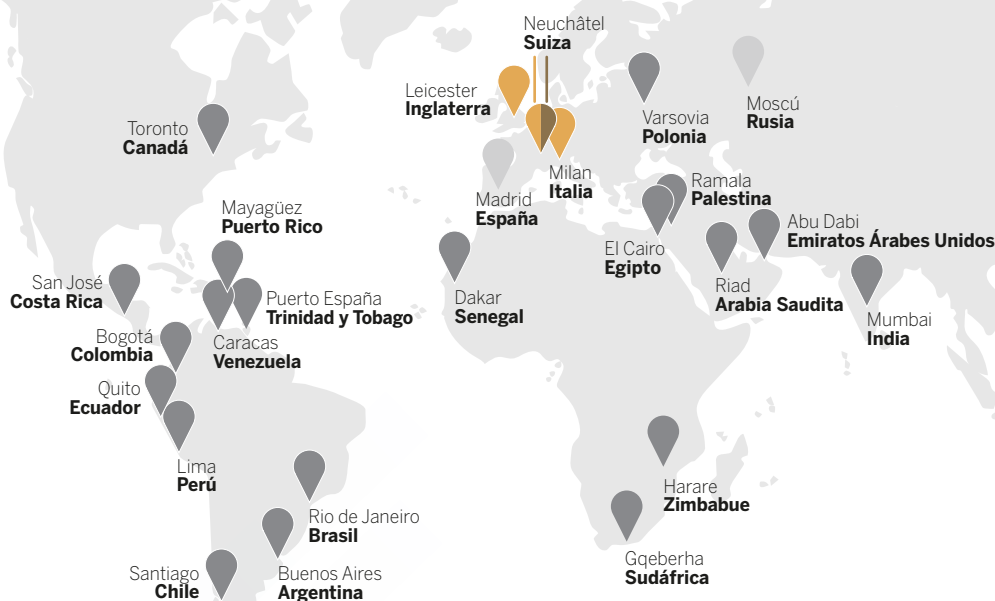 Neuchâtel
Suiza
Leicester
Inglaterra
Moscú
Rusia
Varsovia
Polonia
Toronto
Canadá
Milan
Italia
Madrid
España
Ramala
Palestina
Mayagüez
Puerto Rico
Abu Dabi
Emiratos Árabes Unidos
El Cairo
Egipto
San José
Costa Rica
Puerto España
Trinidad y Tobago
Dakar
Senegal
Riad
Arabia Saudita
Mumbai
India
Bogotá
Colombia
Caracas
Venezuela
Quito
Ecuador
Lima
Perú
Harare
Zimbabue
Rio de Janeiro
Brasil
Gqeberha
Sudáfrica
Santiago
Chile
Buenos Aires
Argentina